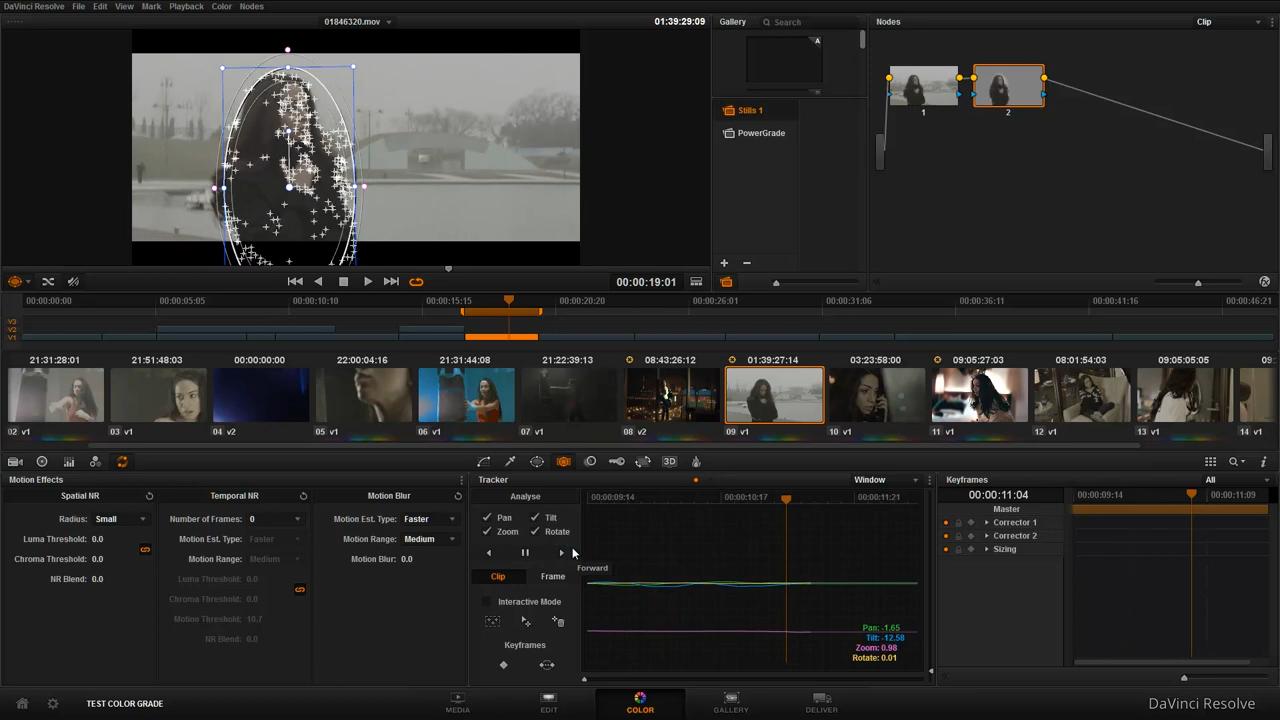 DaVinci Resolve File Edit View Mark Playback Color Nodes
01846320.mov 01:39:29:09 Gallery Search Nodes Clip
A
1 2
Stills 1
PowerGrade
00:00:19:01
00:00:00:00 00:00:05:05 00:00:10:10 00:00:15:15 00:00:20:20 00:00:26:01 00:00:31:06 00:00:36:11 00:00:41:16 00:00:46:21
V3
V2
V1
21:31:28:01 21:51:48:03 00:00:00:00 22:00:04:16 21:31:44:08 21:22:39:13 08:43:26:12 01:39:27:14 03:23:58:00 09:05:27:03 08:01:54:03 09:05:05:05 09:
02 v1 03 v1 04 v2 05 v1 06 v1 07 v1 08 v2 09 v1 10 v1 11 v1 12 v1 13 v1 14 v1
3D
Motion Effects Tracker Window Keyframes All
Spatial NR Temporal NR Motion Blur Analyse 00:00:09:14 00:00:10:17 00:00:11:21 00:00:11:04 00:00:09:14 00:00:11:09
Radius: Small Number of Frames: 0 Motion Est. Type: Faster Pan Tilt Master
Luma Threshold: 0.0 Motion Est. Type: Faster Motion Range: Medium Zoom Rotate Corrector 1
Chroma Threshold: 0.0 Motion Range: Medium Motion Blur: 0.0 Corrector 2
NR Blend: 0.0 Luma Threshold: 0.0 Forward Sizing
Chroma Threshold: 0.0 Clip Frame
Motion Threshold: 10.7 Interactive Mode
NR Blend: 0.0 Keyframes
Pan: -1.65
Tilt: -12.58
Zoom: 0.98
Rotate: 0.01
TEST COLOR GRADE MEDIA EDIT COLOR GALLERY DELIVER DaVinci Resolve